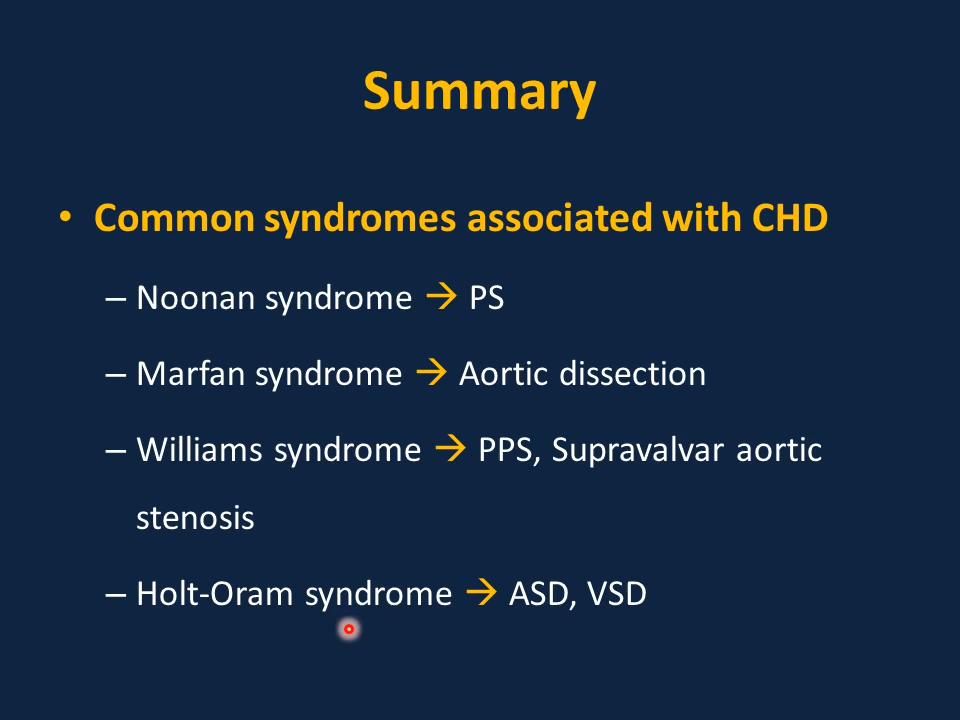 Summary
• Common syndromes associated with CHD
– Noonan syndrome → PS
– Marfan syndrome → Aortic dissection
– Williams syndrome → PPS, Supravalvar aortic
stenosis
– Holt-Oram syndrome → ASD, VSD